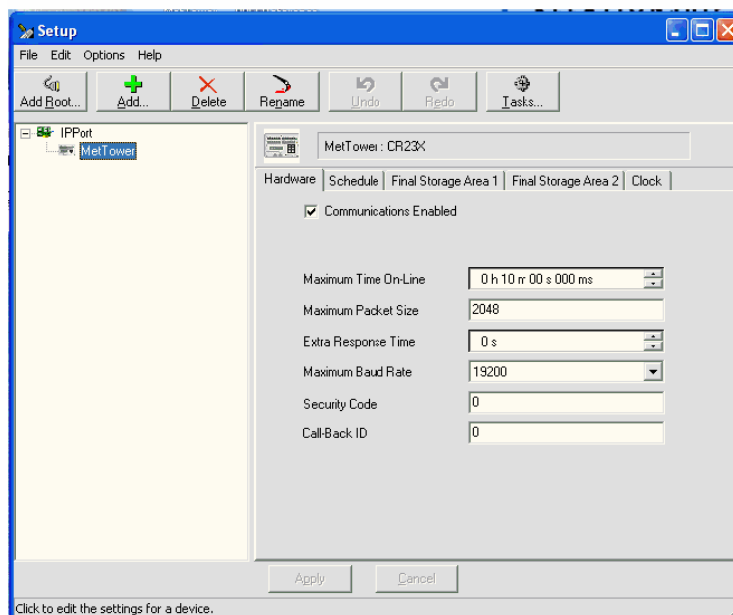 Setup
File Edit Options Help
Add Root... Add... Delete Rename Undo Redo Tasks...
IPPort
MetTower
MetTower : CR23X
Hardware Schedule Final Storage Area 1 Final Storage Area 2 Clock
Communications Enabled
Maximum Time On-Line 0 h 10 m 00 s 000 ms
Maximum Packet Size 2048
Extra Response Time 0 s
Maximum Baud Rate 19200
Security Code 0
Call-Back ID 0
Apply Cancel
Click to edit the settings for a device.